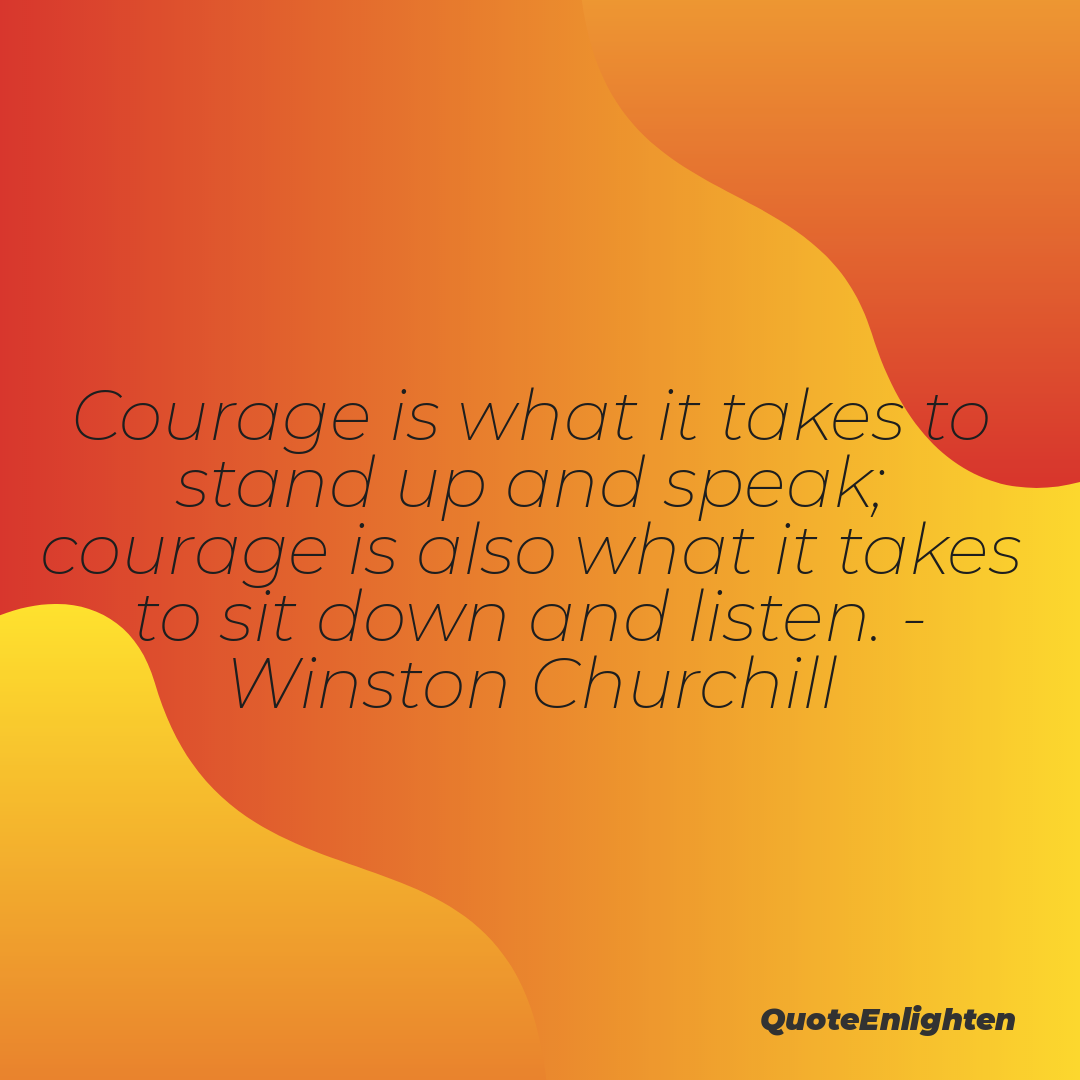 Courage is what it takes to
stand up and speak;
courage is also what it takes
to sit down and listen. -
Winston Churchill
QuoteEnlighten